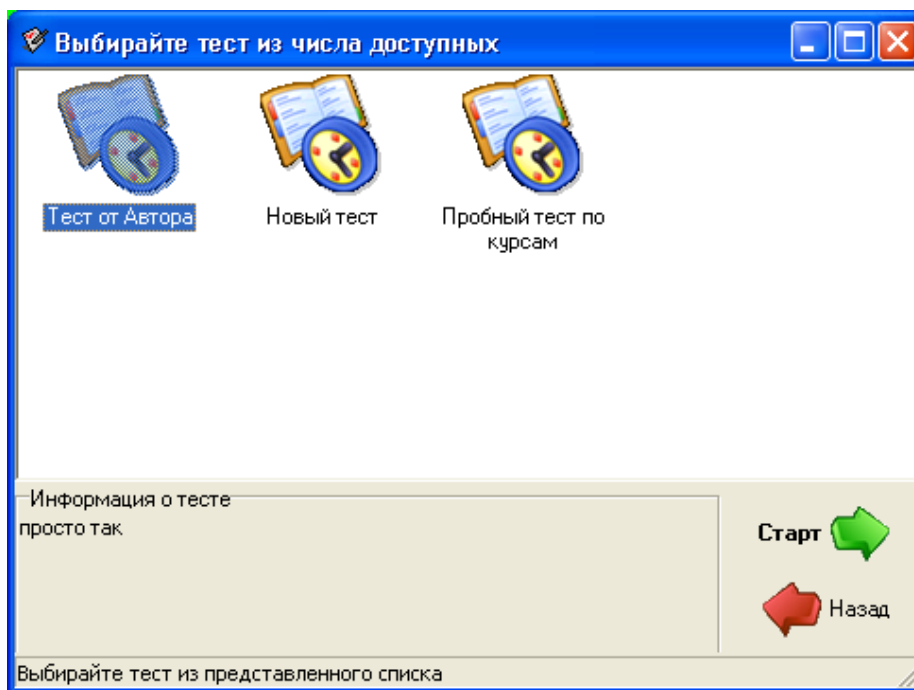 Выбирайте тест из числа доступных
Тест от Автора
Новый тест
Пробный тест по
курсам
Информация о тесте
просто так
Старт
Назад
Выбирайте тест из представленного списка